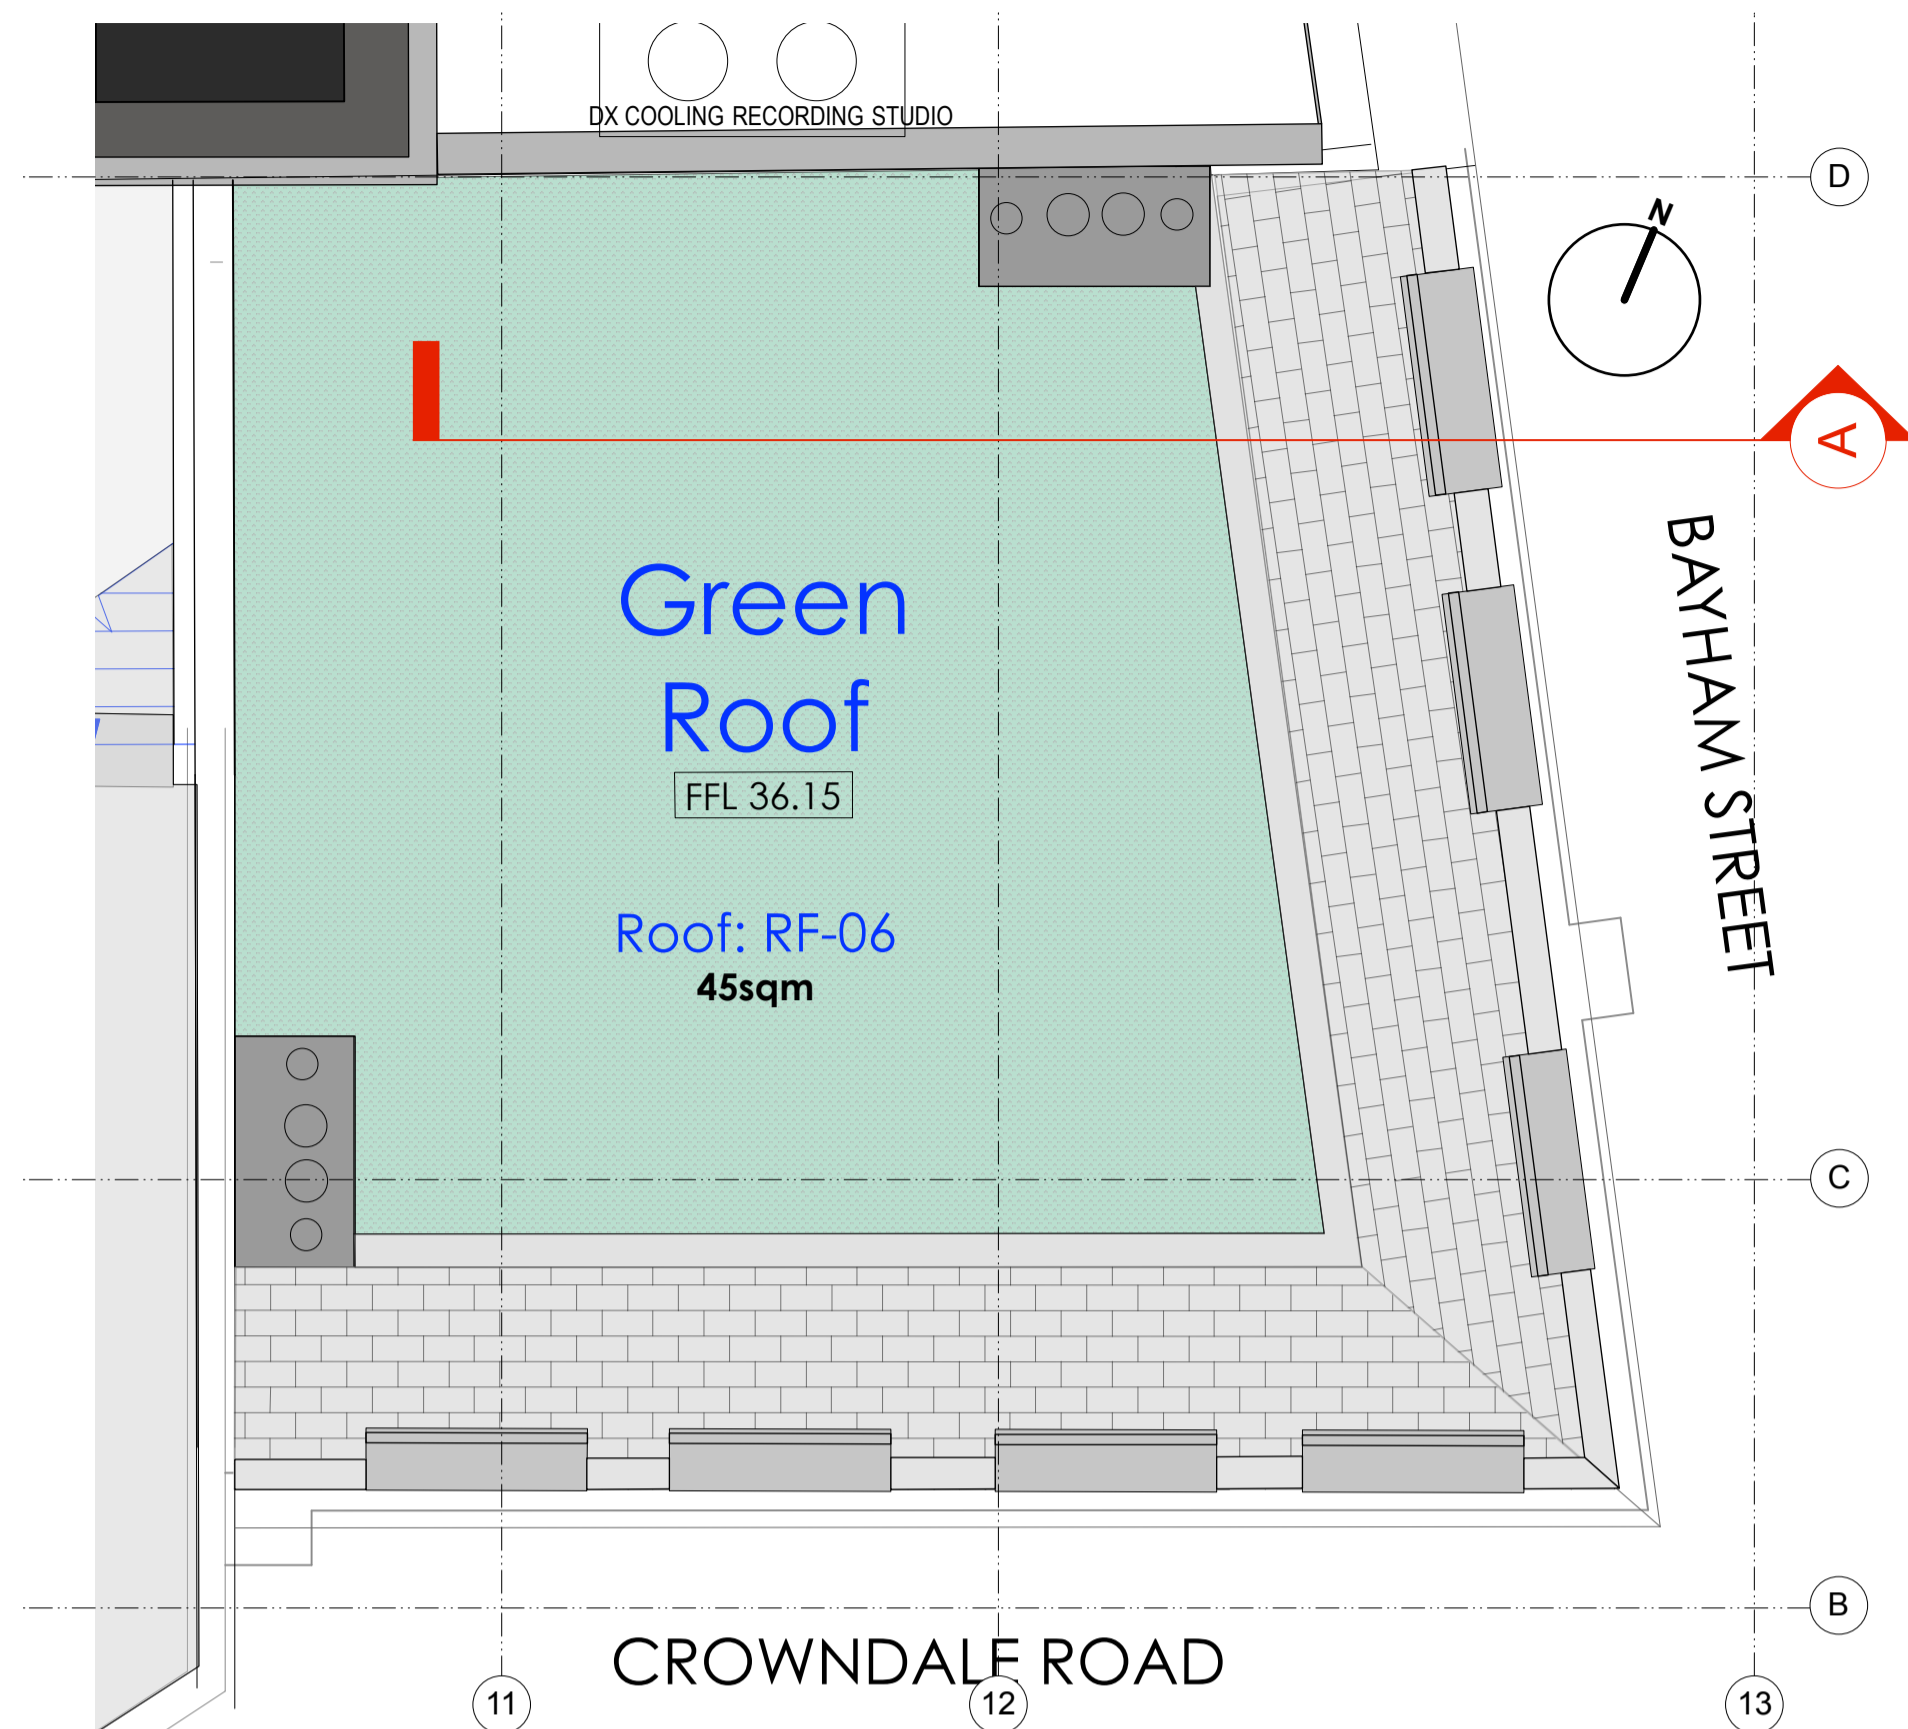 DX COOLING RECORDING STUDIO
D
N
A
Green
Roof
FFL 36.15
BAYHAM STREET
Roof: RF-06
45sqm
C
B
CROWNDALE ROAD
11
12
13